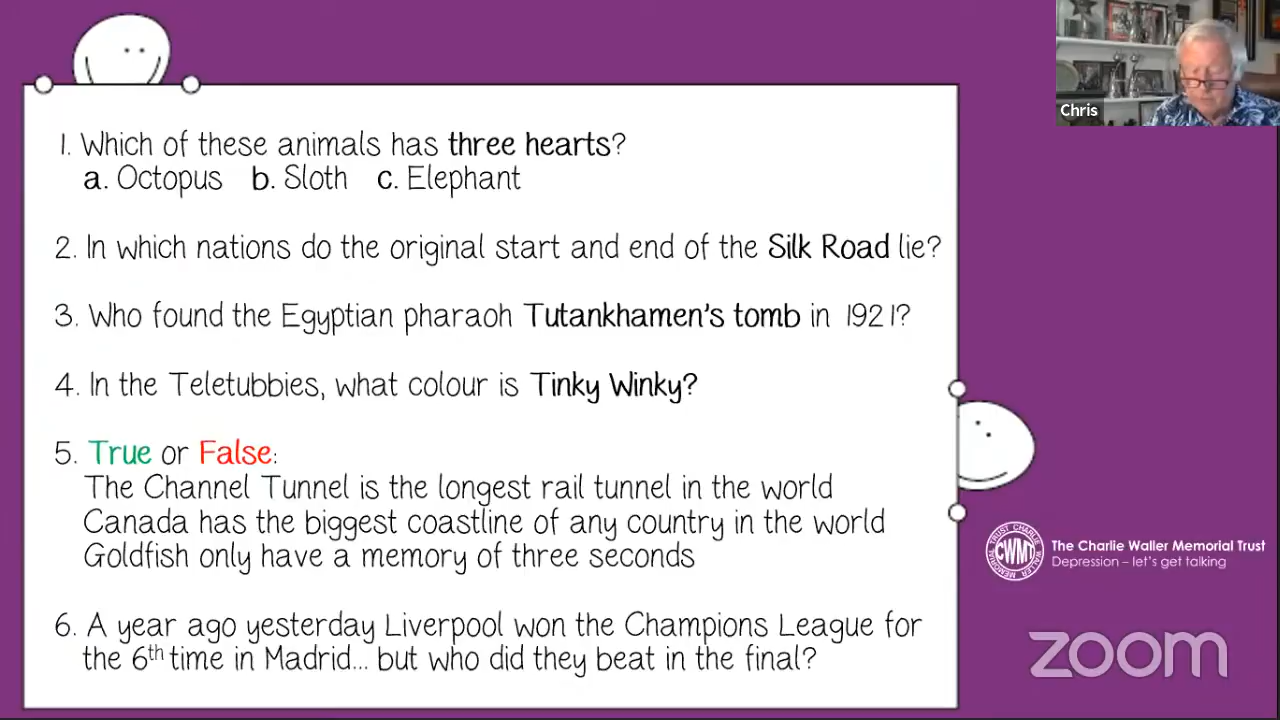 1. Which of these animals has three hearts?
a. Octopus b. Sloth c. Elephant
2. In which nations do the original start and end of the Silk Road lie?
3. Who found the Egyptian pharaoh Tutankhamen's tomb in 1921?
4. In the Teletubbies, what colour is Tinky Winky?
5. True or False:
The Channel Tunnel is the longest rail tunnel in the world
Canada has the biggest coastline of any country in the world
Goldfish only have a memory of three seconds
6. A year ago yesterday Liverpool won the Champions League for
the 6th time in Madrid... but who did they beat in the final?
Chris
CWMT
CHARLIE WALLER MEMORIAL TRUST
The Charlie Waller Memorial Trust
Depression – let's get talking
zoom